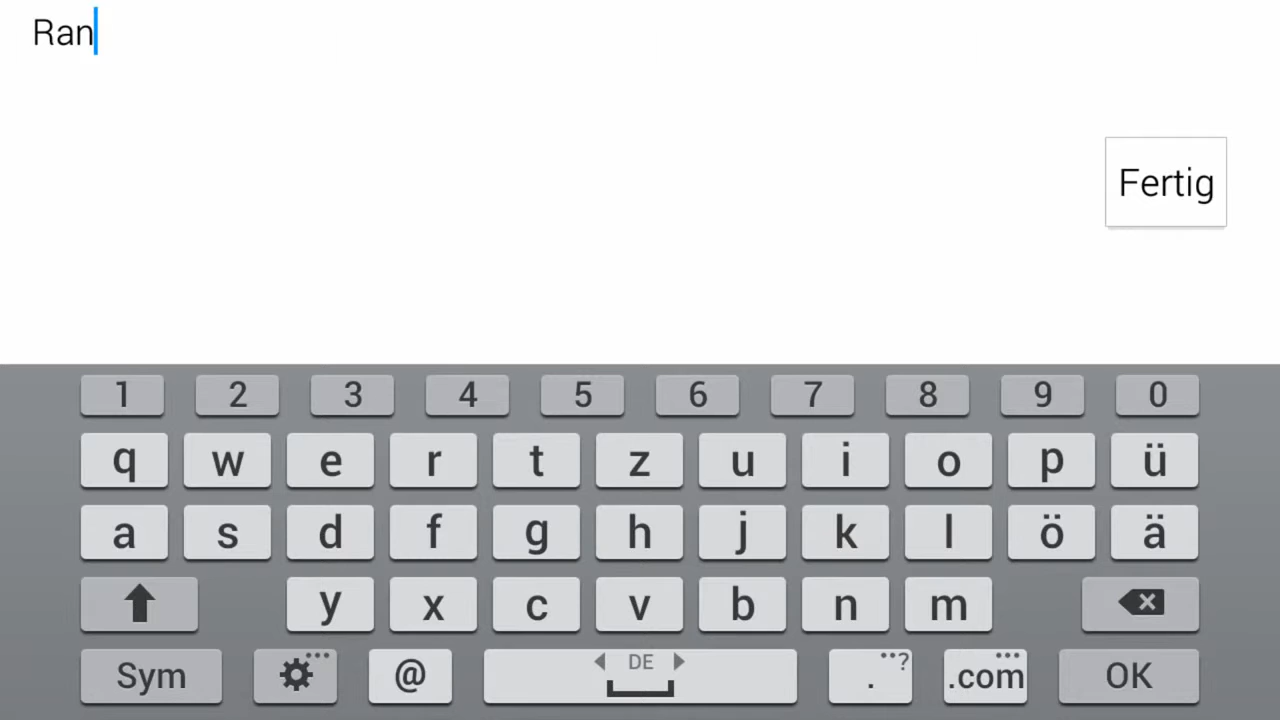 Ran
Fertig
1 2 3 4 5 6 7 8 9 0
q w e r t z u i o p ü
a s d f g h j k l ö ä
y x c v b n m
Sym @ DE . ? .com OK